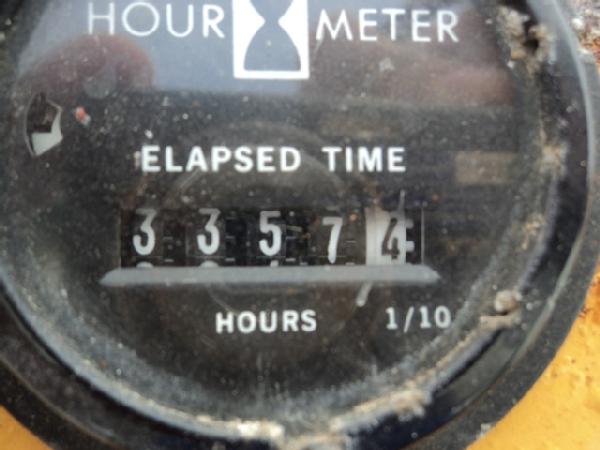 HOUR METER
ELAPSED TIME
3 3 5 7 4
HOURS 1/10